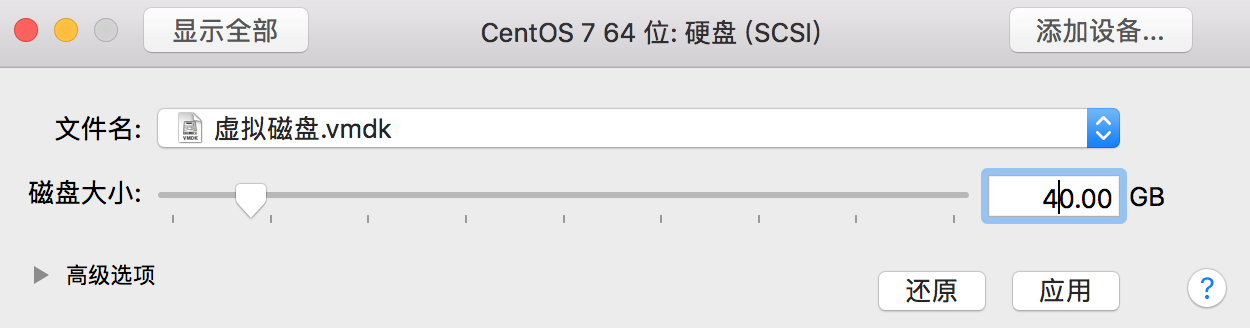 显示全部 CentOS 7 64 位: 硬盘 (SCSI) 添加设备...
文件名: 虚拟磁盘.vmdk
磁盘大小: 40.00 GB
高级选项
还原 应用 ?